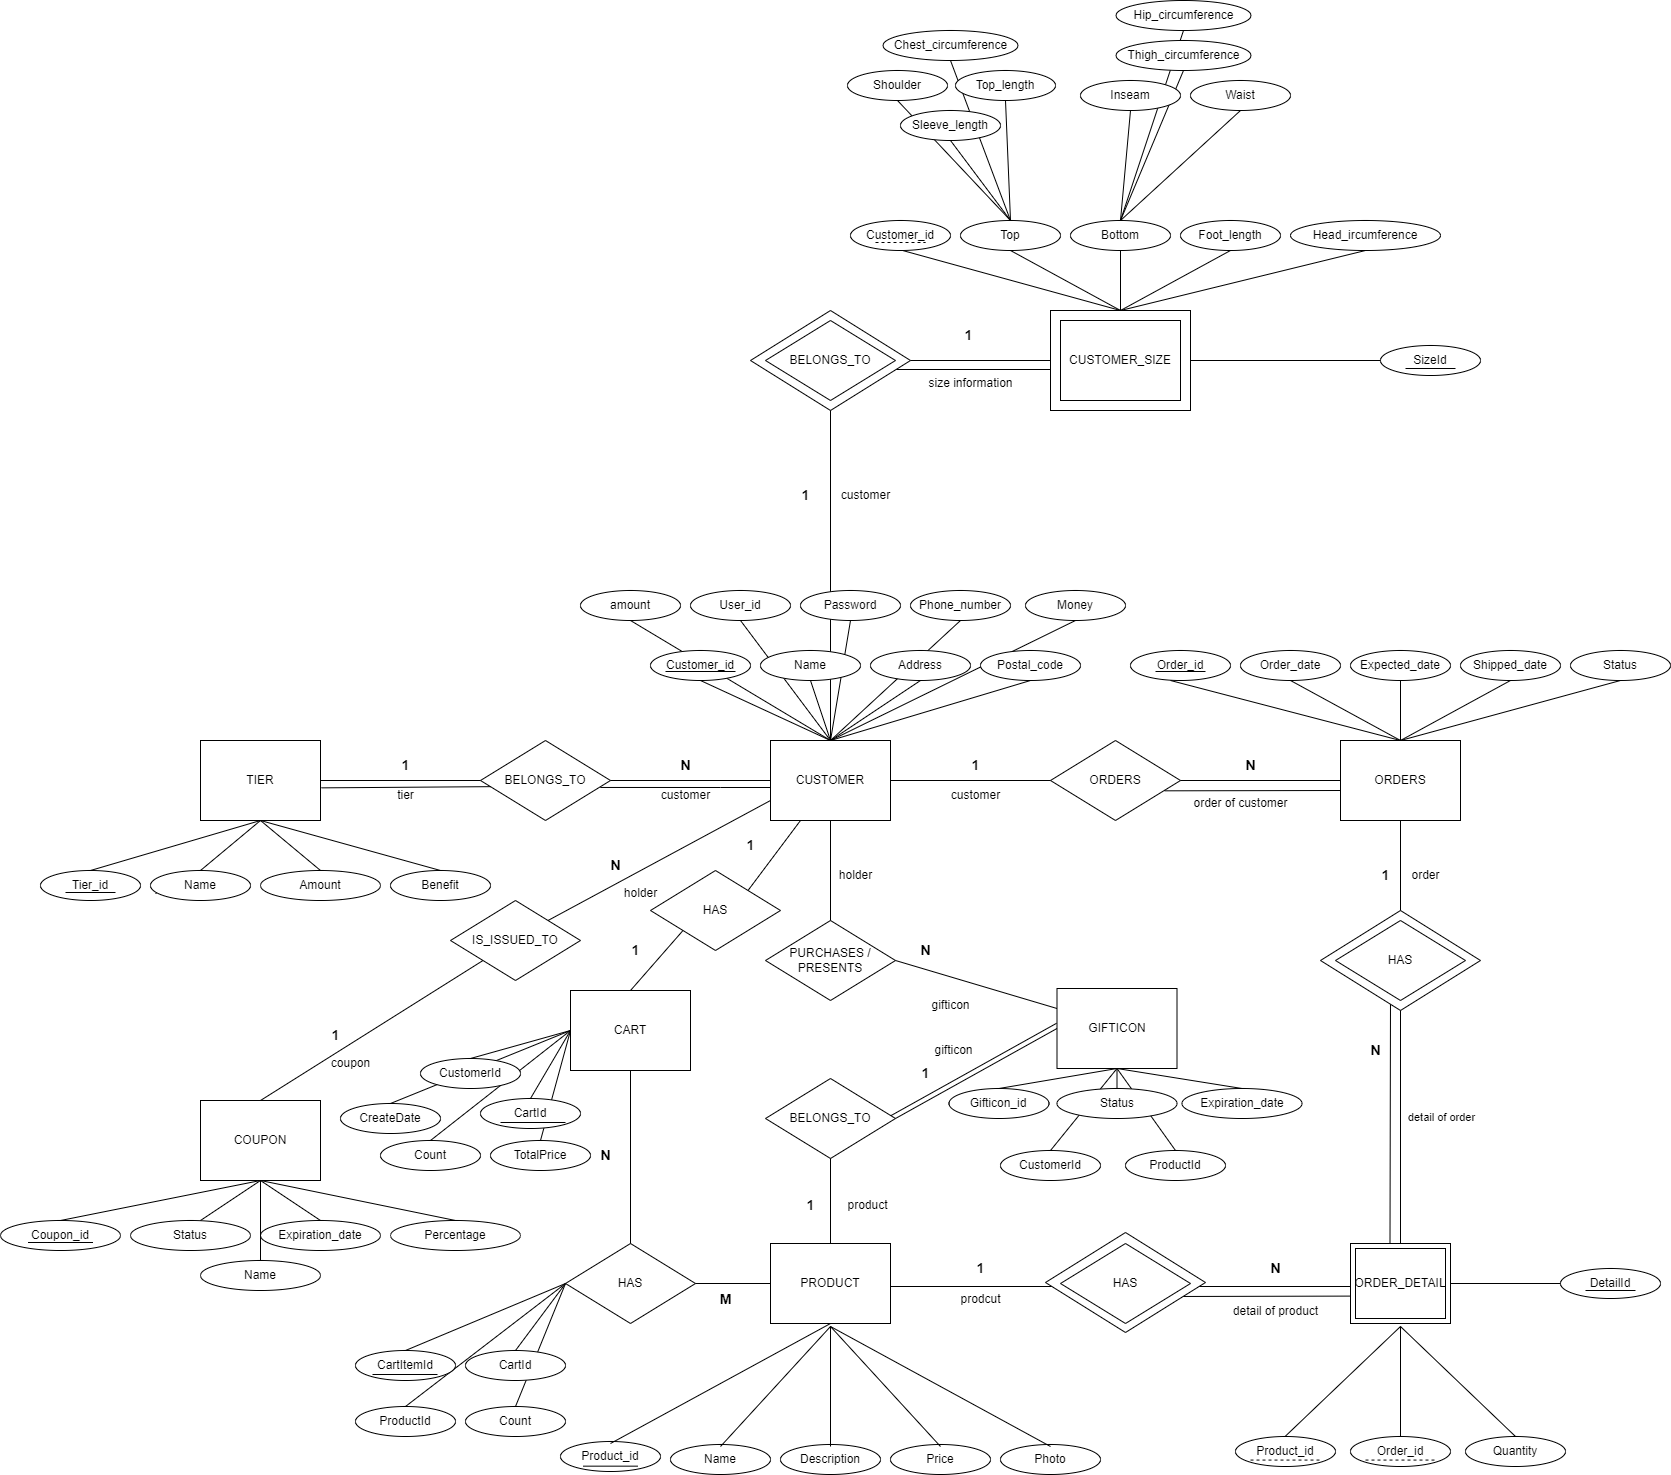 Hip_circumference
Chest_circumference
Thigh_circumference
Shoulder
Top_length
Inseam
Waist
Sleeve_length
Customer_id
Top
Bottom
Foot_length
Head_ircumference
1
BELONGS_TO
CUSTOMER_SIZE
SizeId
size information
1
customer
amount
User_id
Password
Phone_number
Money
Customer_id
Name
Address
Postal_code
Order_id
Order_date
Expected_date
Shipped_date
Status
1
N
1
N
TIER
BELONGS_TO
CUSTOMER
ORDERS
ORDERS
tier
customer
customer
order of customer
1
N
holder
1
order
Tier_id
Name
Amount
Benefit
holder
HAS
IS_ISSUED_TO
1
PURCHASES /
PRESENTS
N
HAS
gifticon
CART
GIFTICON
1
coupon
gifticon
N
CustomerId
1
Gifticon_id
Status
Expiration_date
CreateDate
CartId
BELONGS_TO
detail of order
COUPON
Count
TotalPrice
N
CustomerId
ProductId
1
product
Coupon_id
Status
Expiration_date
Percentage
Name
HAS
PRODUCT
1
HAS
N
ORDER_DETAIL
DetailId
M
prodcut
detail of product
CartItemId
CartId
ProductId
Count
Product_id
Name
Description
Price
Photo
Product_id
Order_id
Quantity